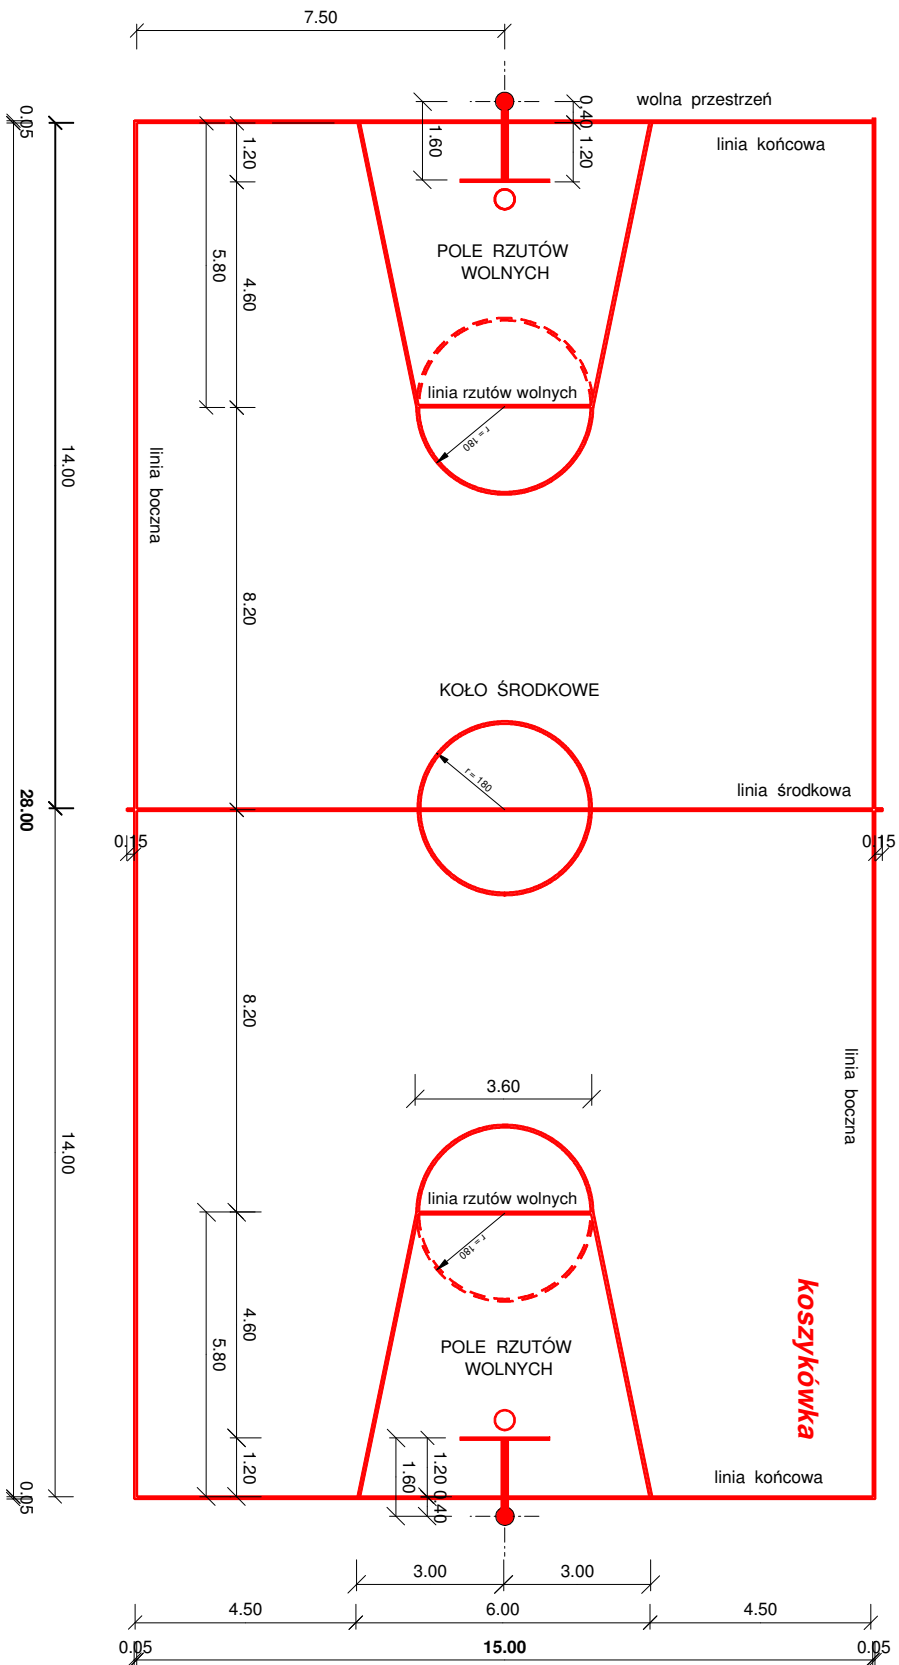 7.50
0.05
1.60
0,40
1.20
wolna przestrzeń
linia końcowa
1.20
5.80
4.60
POLE RZUTÓW
WOLNYCH
linia rzutów wolnych
r = 180
14.00
linia boczna
8.20
KOŁO ŚRODKOWE
r = 180
linia środkowa
28.00
0.15
0.15
8.20
linia boczna
3.60
14.00
linia rzutów wolnych
r = 180
4.60
5.80
POLE RZUTÓW
WOLNYCH
koszykówka
1.20
1.60
1.20
0,40
linia końcowa
0.05
3.00
3.00
4.50
6.00
4.50
0.05
15.00
0.05